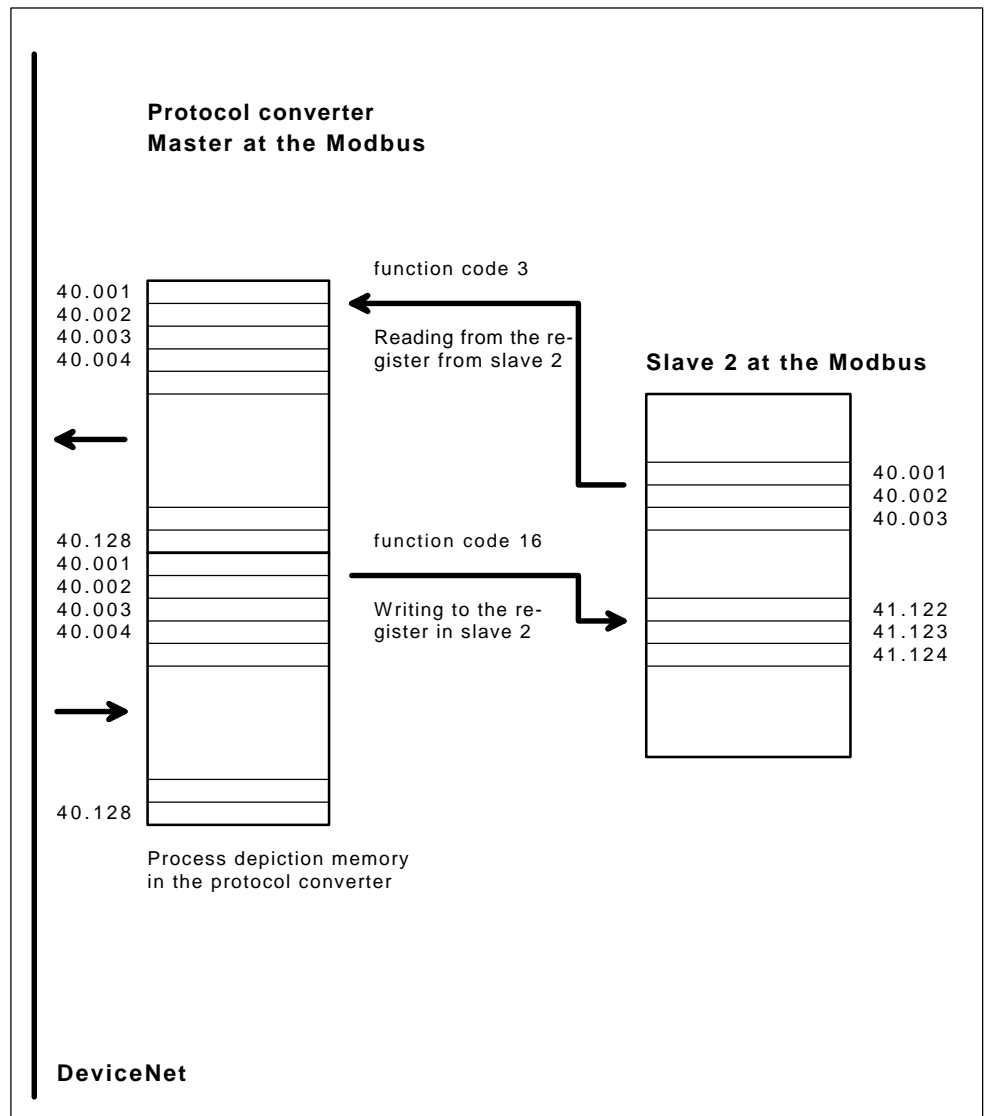 Protocol converter
Master at the Modbus
function code 3
40.001
40.002
40.003
40.004
Reading from the re-
gister from slave 2
Slave 2 at the Modbus
40.001
40.002
40.003
40.128
40.001
40.002
40.003
40.004
function code 16
Writing to the re-
gister in slave 2
41.122
41.123
41.124
40.128
Process depiction memory
in the protocol converter
DeviceNet